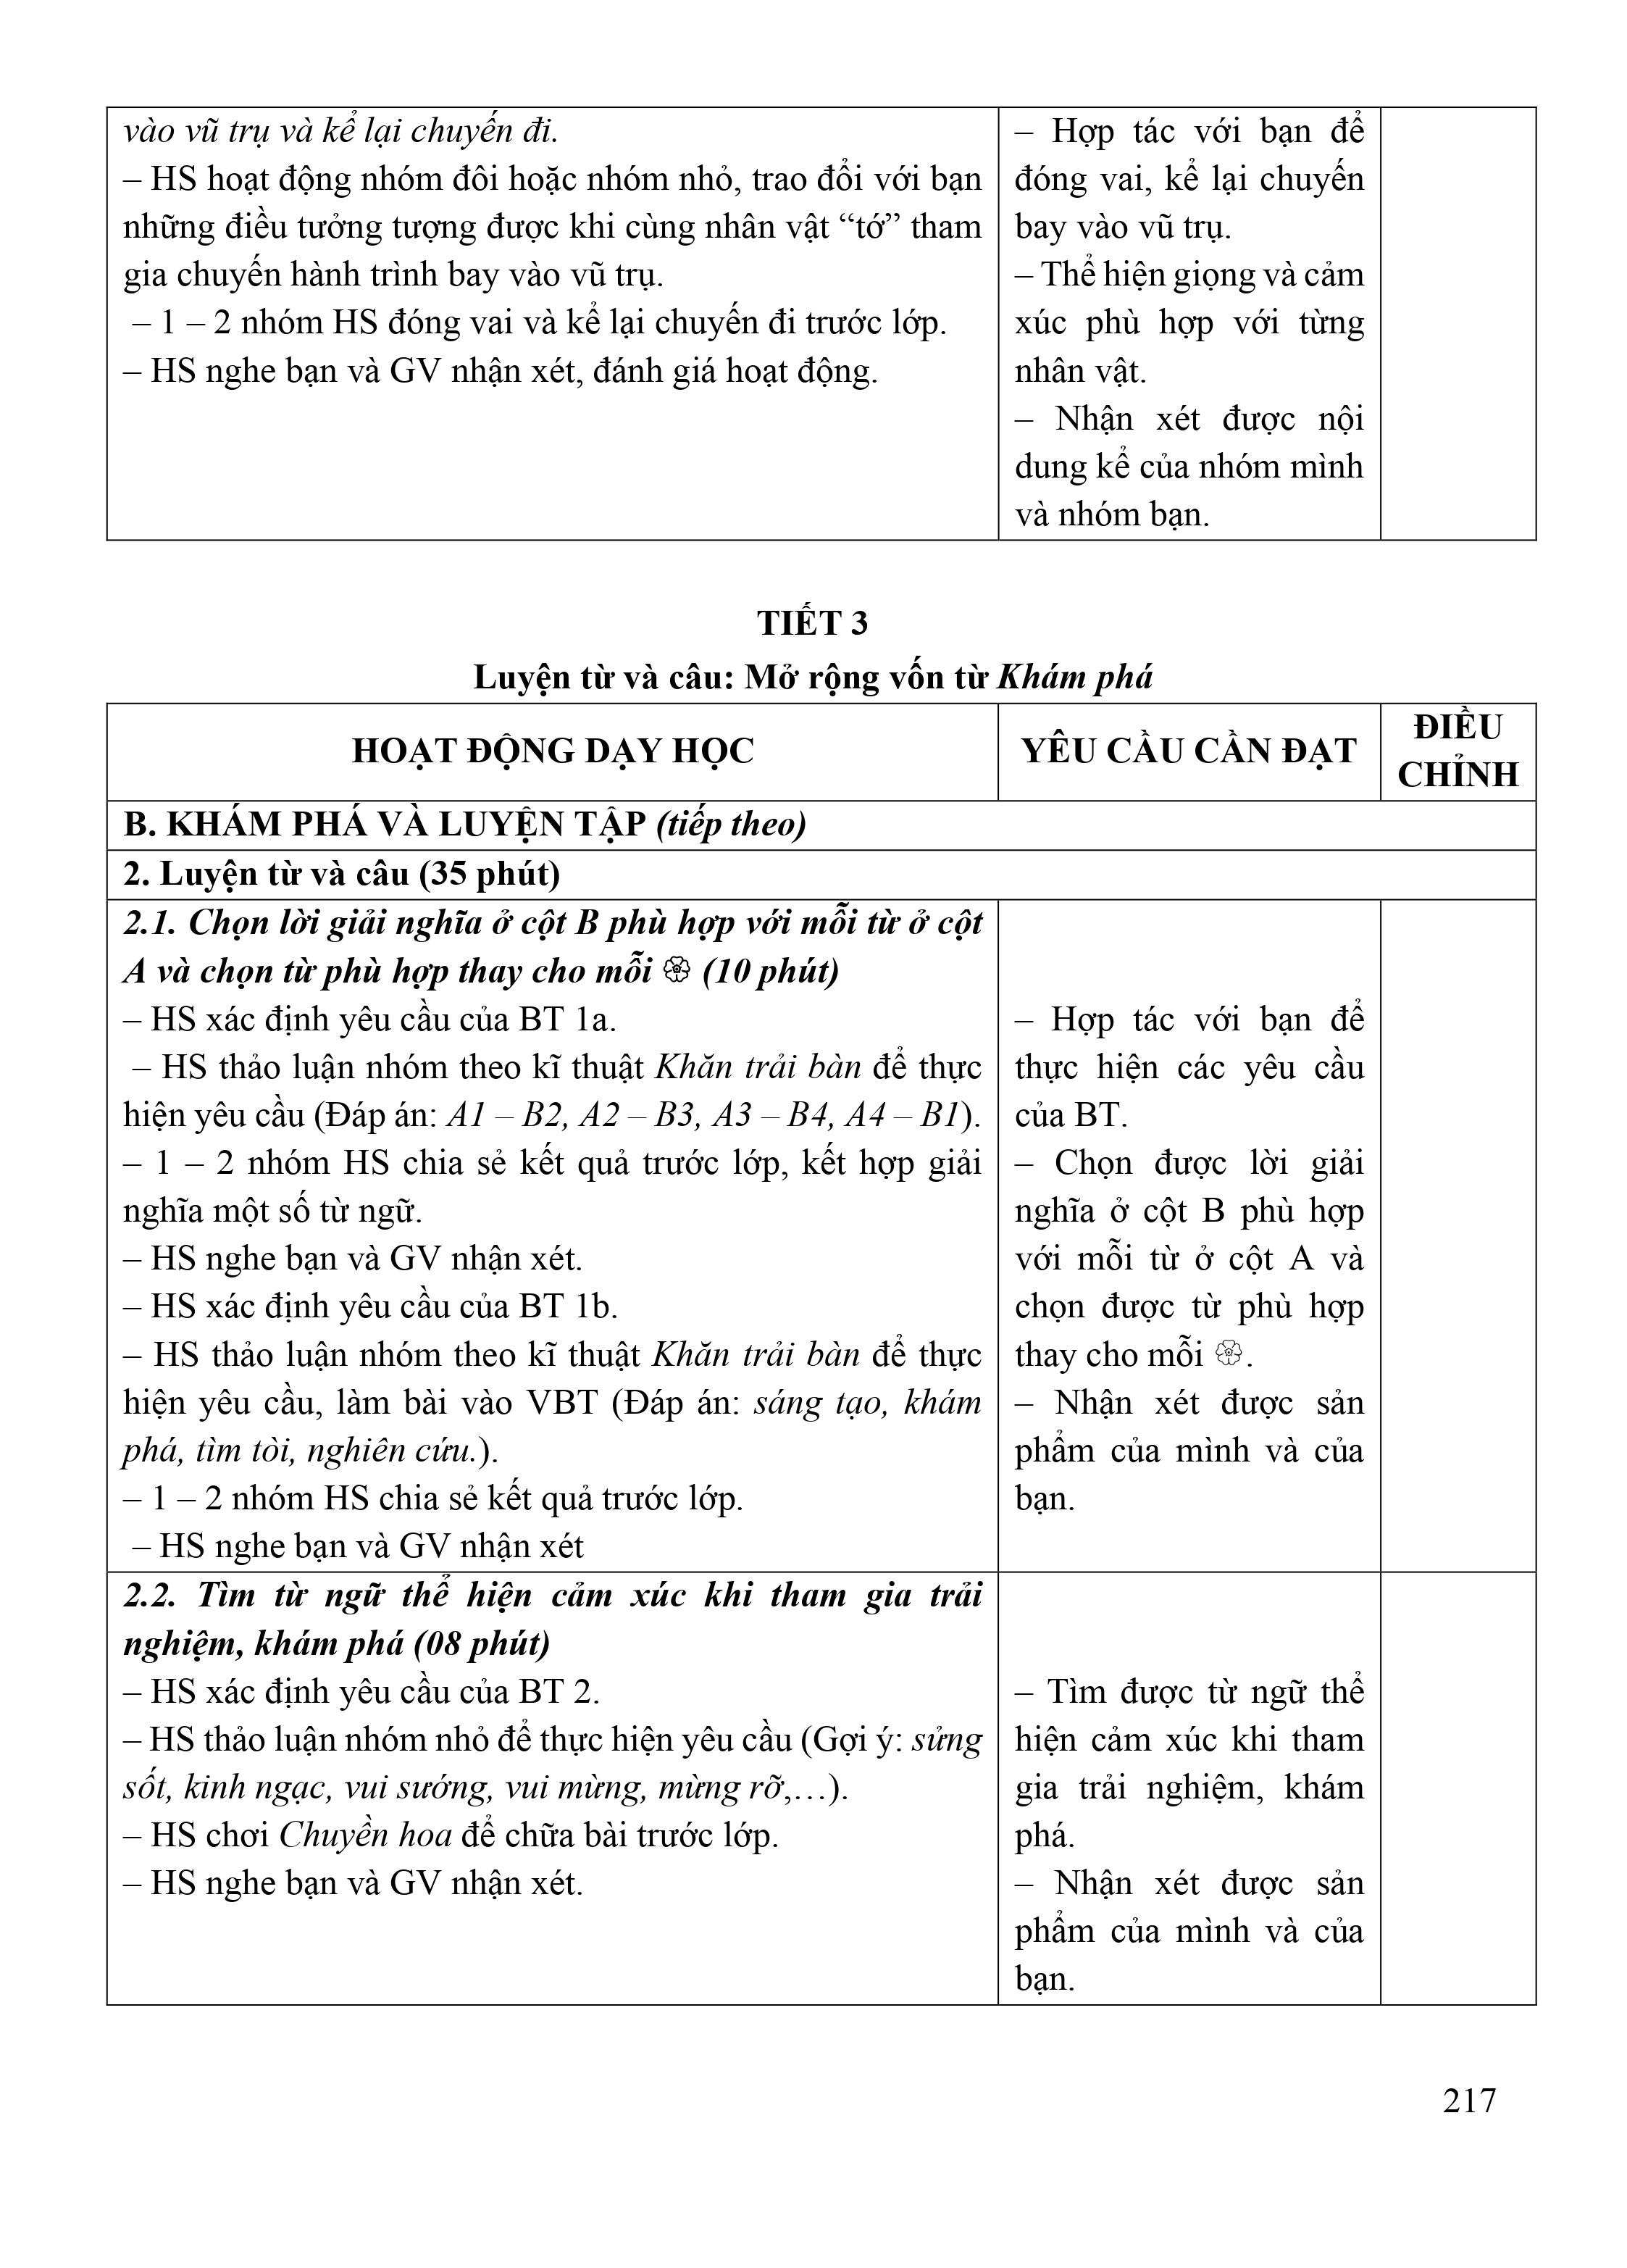 vào vũ trụ và kể lại chuyến đi.
– HS hoạt động nhóm đôi hoặc nhóm nhỏ, trao đổi với bạn
những điều tưởng tượng được khi cùng nhân vật “tớ” tham
gia chuyến hành trình bay vào vũ trụ.
– 1 – 2 nhóm HS đóng vai và kể lại chuyến đi trước lớp.
– HS nghe bạn và GV nhận xét, đánh giá hoạt động.
– Hợp tác với bạn để
đóng vai, kể lại chuyến
bay vào vũ trụ.
– Thể hiện giọng và cảm
xúc phù hợp với từng
nhân vật.
– Nhận xét được nội
dung kể của nhóm mình
và nhóm bạn.
TIẾT 3
Luyện từ và câu: Mở rộng vốn từ Khám phá
HOẠT ĐỘNG DẠY HỌC
YÊU CẦU CẦN ĐẠT
ĐIỀU
CHỈNH
B. KHÁM PHÁ VÀ LUYỆN TẬP (tiếp theo)
2. Luyện từ và câu (35 phút)
2.1. Chọn lời giải nghĩa ở cột B phù hợp với mỗi từ ở cột
A và chọn từ phù hợp thay cho mỗi (10 phút)
– HS xác định yêu cầu của BT 1a.
– HS thảo luận nhóm theo kĩ thuật Khăn trải bàn để thực
hiện yêu cầu (Đáp án: A1 – B2, A2 – B3, A3 – B4, A4 – B1).
– 1 – 2 nhóm HS chia sẻ kết quả trước lớp, kết hợp giải
nghĩa một số từ ngữ.
– HS nghe bạn và GV nhận xét.
– HS xác định yêu cầu của BT 1b.
– HS thảo luận nhóm theo kĩ thuật Khăn trải bàn để thực
hiện yêu cầu, làm bài vào VBT (Đáp án: sáng tạo, khám
phá, tìm tòi, nghiên cứu.).
– 1 – 2 nhóm HS chia sẻ kết quả trước lớp.
– HS nghe bạn và GV nhận xét
– Hợp tác với bạn để
thực hiện các yêu cầu
của BT.
– Chọn được lời giải
nghĩa ở cột B phù hợp
với mỗi từ ở cột A và
chọn được từ phù hợp
thay cho mỗi .
– Nhận xét được sản
phẩm của mình và của
bạn.
2.2. Tìm từ ngữ thể hiện cảm xúc khi tham gia trải
nghiệm, khám phá (08 phút)
– HS xác định yêu cầu của BT 2.
– HS thảo luận nhóm nhỏ để thực hiện yêu cầu (Gợi ý: sửng
sốt, kinh ngạc, vui sướng, vui mừng, mừng rỡ,…).
– HS chơi Chuyền hoa để chữa bài trước lớp.
– HS nghe bạn và GV nhận xét.
– Tìm được từ ngữ thể
hiện cảm xúc khi tham
gia trải nghiệm, khám
phá.
– Nhận xét được sản
phẩm của mình và của
bạn.
217